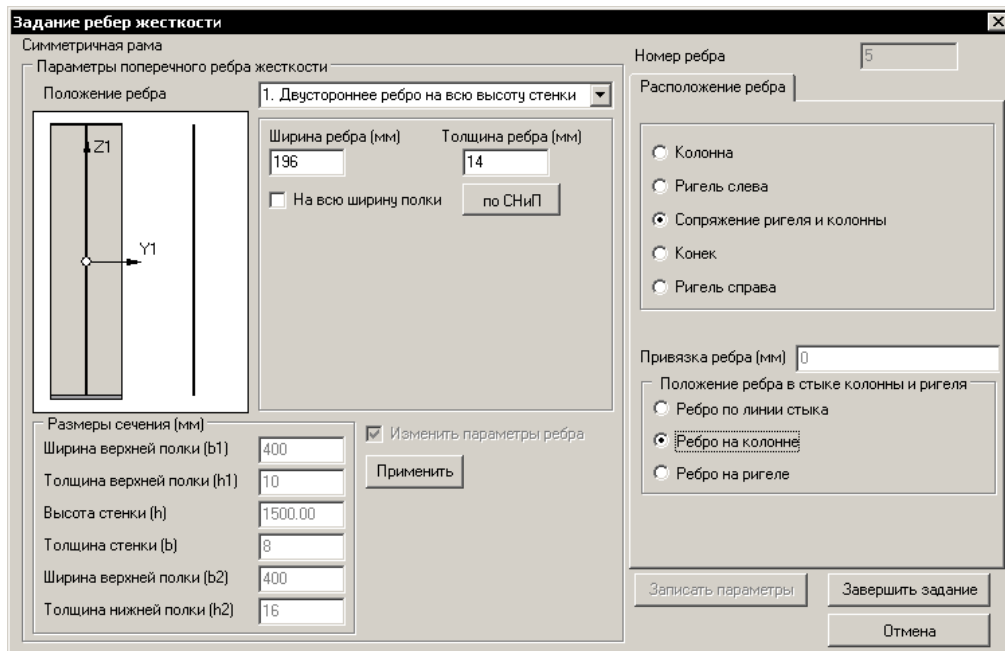 Задание ребер жесткости
Симметричная рама
Параметры поперечного ребра жесткости
Положение ребра
1. Двустороннее ребро на всю высоту стенки
Z1
Y1
Ширина ребра (мм) Толщина ребра (мм)
196 14
На всю ширину полки по СНиП
Размеры сечения (мм)
Ширина верхней полки (b1) 400
Толщина верхней полки (h1) 10
Высота стенки (h) 1500.00
Толщина стенки (b) 8
Ширина верхней полки (b2) 400
Толщина нижней полки (h2) 16
Изменить параметры ребра
Применить
Номер ребра 5
Расположение ребра
Колонна
Ригель слева
Сопряжение ригеля и колонны
Конек
Ригель справа
Привязка ребра (мм) 0
Положение ребра в стыке колонны и ригеля
Ребро по линии стыка
Ребро на колонне
Ребро на ригеле
Записать параметры Завершить задание
Отмена